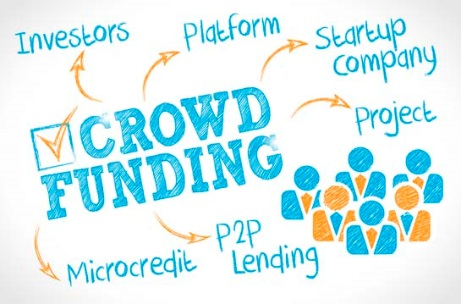 Investors
Platform
Startup
company
Project
CROWD
FUNDING
Microcredit
P2P
Lending